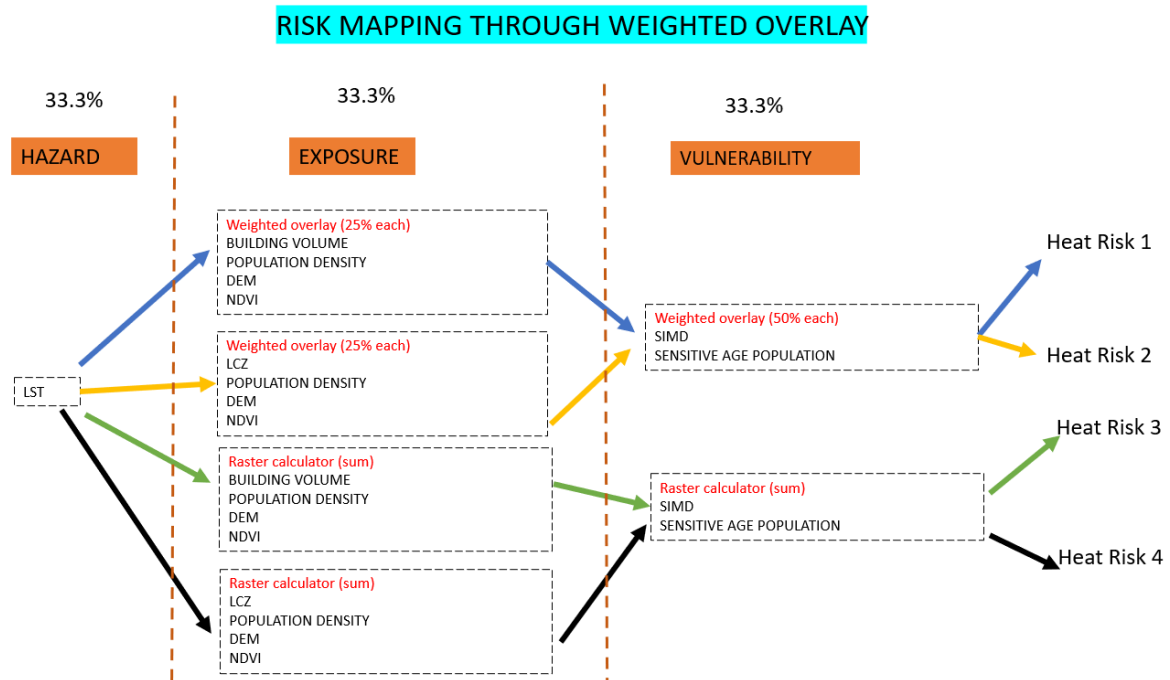 RISK MAPPING THROUGH WEIGHTED OVERLAY
33.3%
33.3%
33.3%
HAZARD
EXPOSURE
VULNERABILITY
LST
Weighted overlay (25% each)
BUILDING VOLUME
POPULATION DENSITY
DEM
NDVI
Weighted overlay (25% each)
LCZ
POPULATION DENSITY
DEM
NDVI
Raster calculator (sum)
BUILDING VOLUME
POPULATION DENSITY
DEM
NDVI
Raster calculator (sum)
LCZ
POPULATION DENSITY
DEM
NDVI
Weighted overlay (50% each)
SIMD
SENSITIVE AGE POPULATION
Raster calculator (sum)
SIMD
SENSITIVE AGE POPULATION
Heat Risk 1
Heat Risk 2
Heat Risk 3
Heat Risk 4